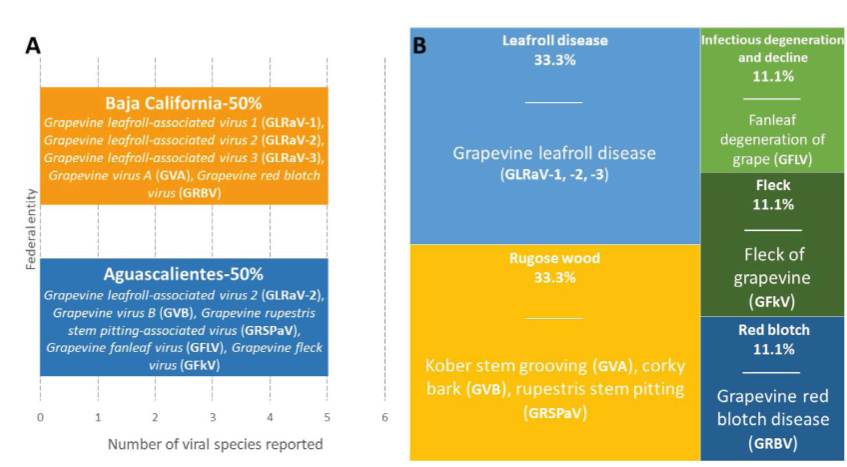 A
Federal entity
Baja California-50%
Grapevine leafroll-associated virus 1 (GLRaV-1),
Grapevine leafroll-associated virus 2 (GLRaV-2),
Grapevine leafroll-associated virus 3 (GLRaV-3),
Grapevine virus A (GVA), Grapevine red blotch
virus (GRBV)
Aguascalientes-50%
Grapevine leafroll-associated virus 2 (GLRaV-2),
Grapevine virus B (GVB), Grapevine rupestris
stem pitting-associated virus (GRSPaV),
Grapevine fanleaf virus (GFLV), Grapevine fleck
virus (GFkV)
0 1 2 3 4 5 6
Number of viral species reported
B
Leafroll disease
33.3%
Grapevine leafroll disease
(GLRaV-1, -2, -3)
Rugose wood
33.3%
Kober stem grooving (GVA), corky
bark (GVB), rupestris stem pitting
(GRSPaV)
Infectious degeneration
and decline
11.1%
Fanleaf
degeneration of
grape (GFLV)
Fleck
11.1%
Fleck of
grapevine
(GFkV)
Red blotch
11.1%
Grapevine red
blotch disease
(GRBV)